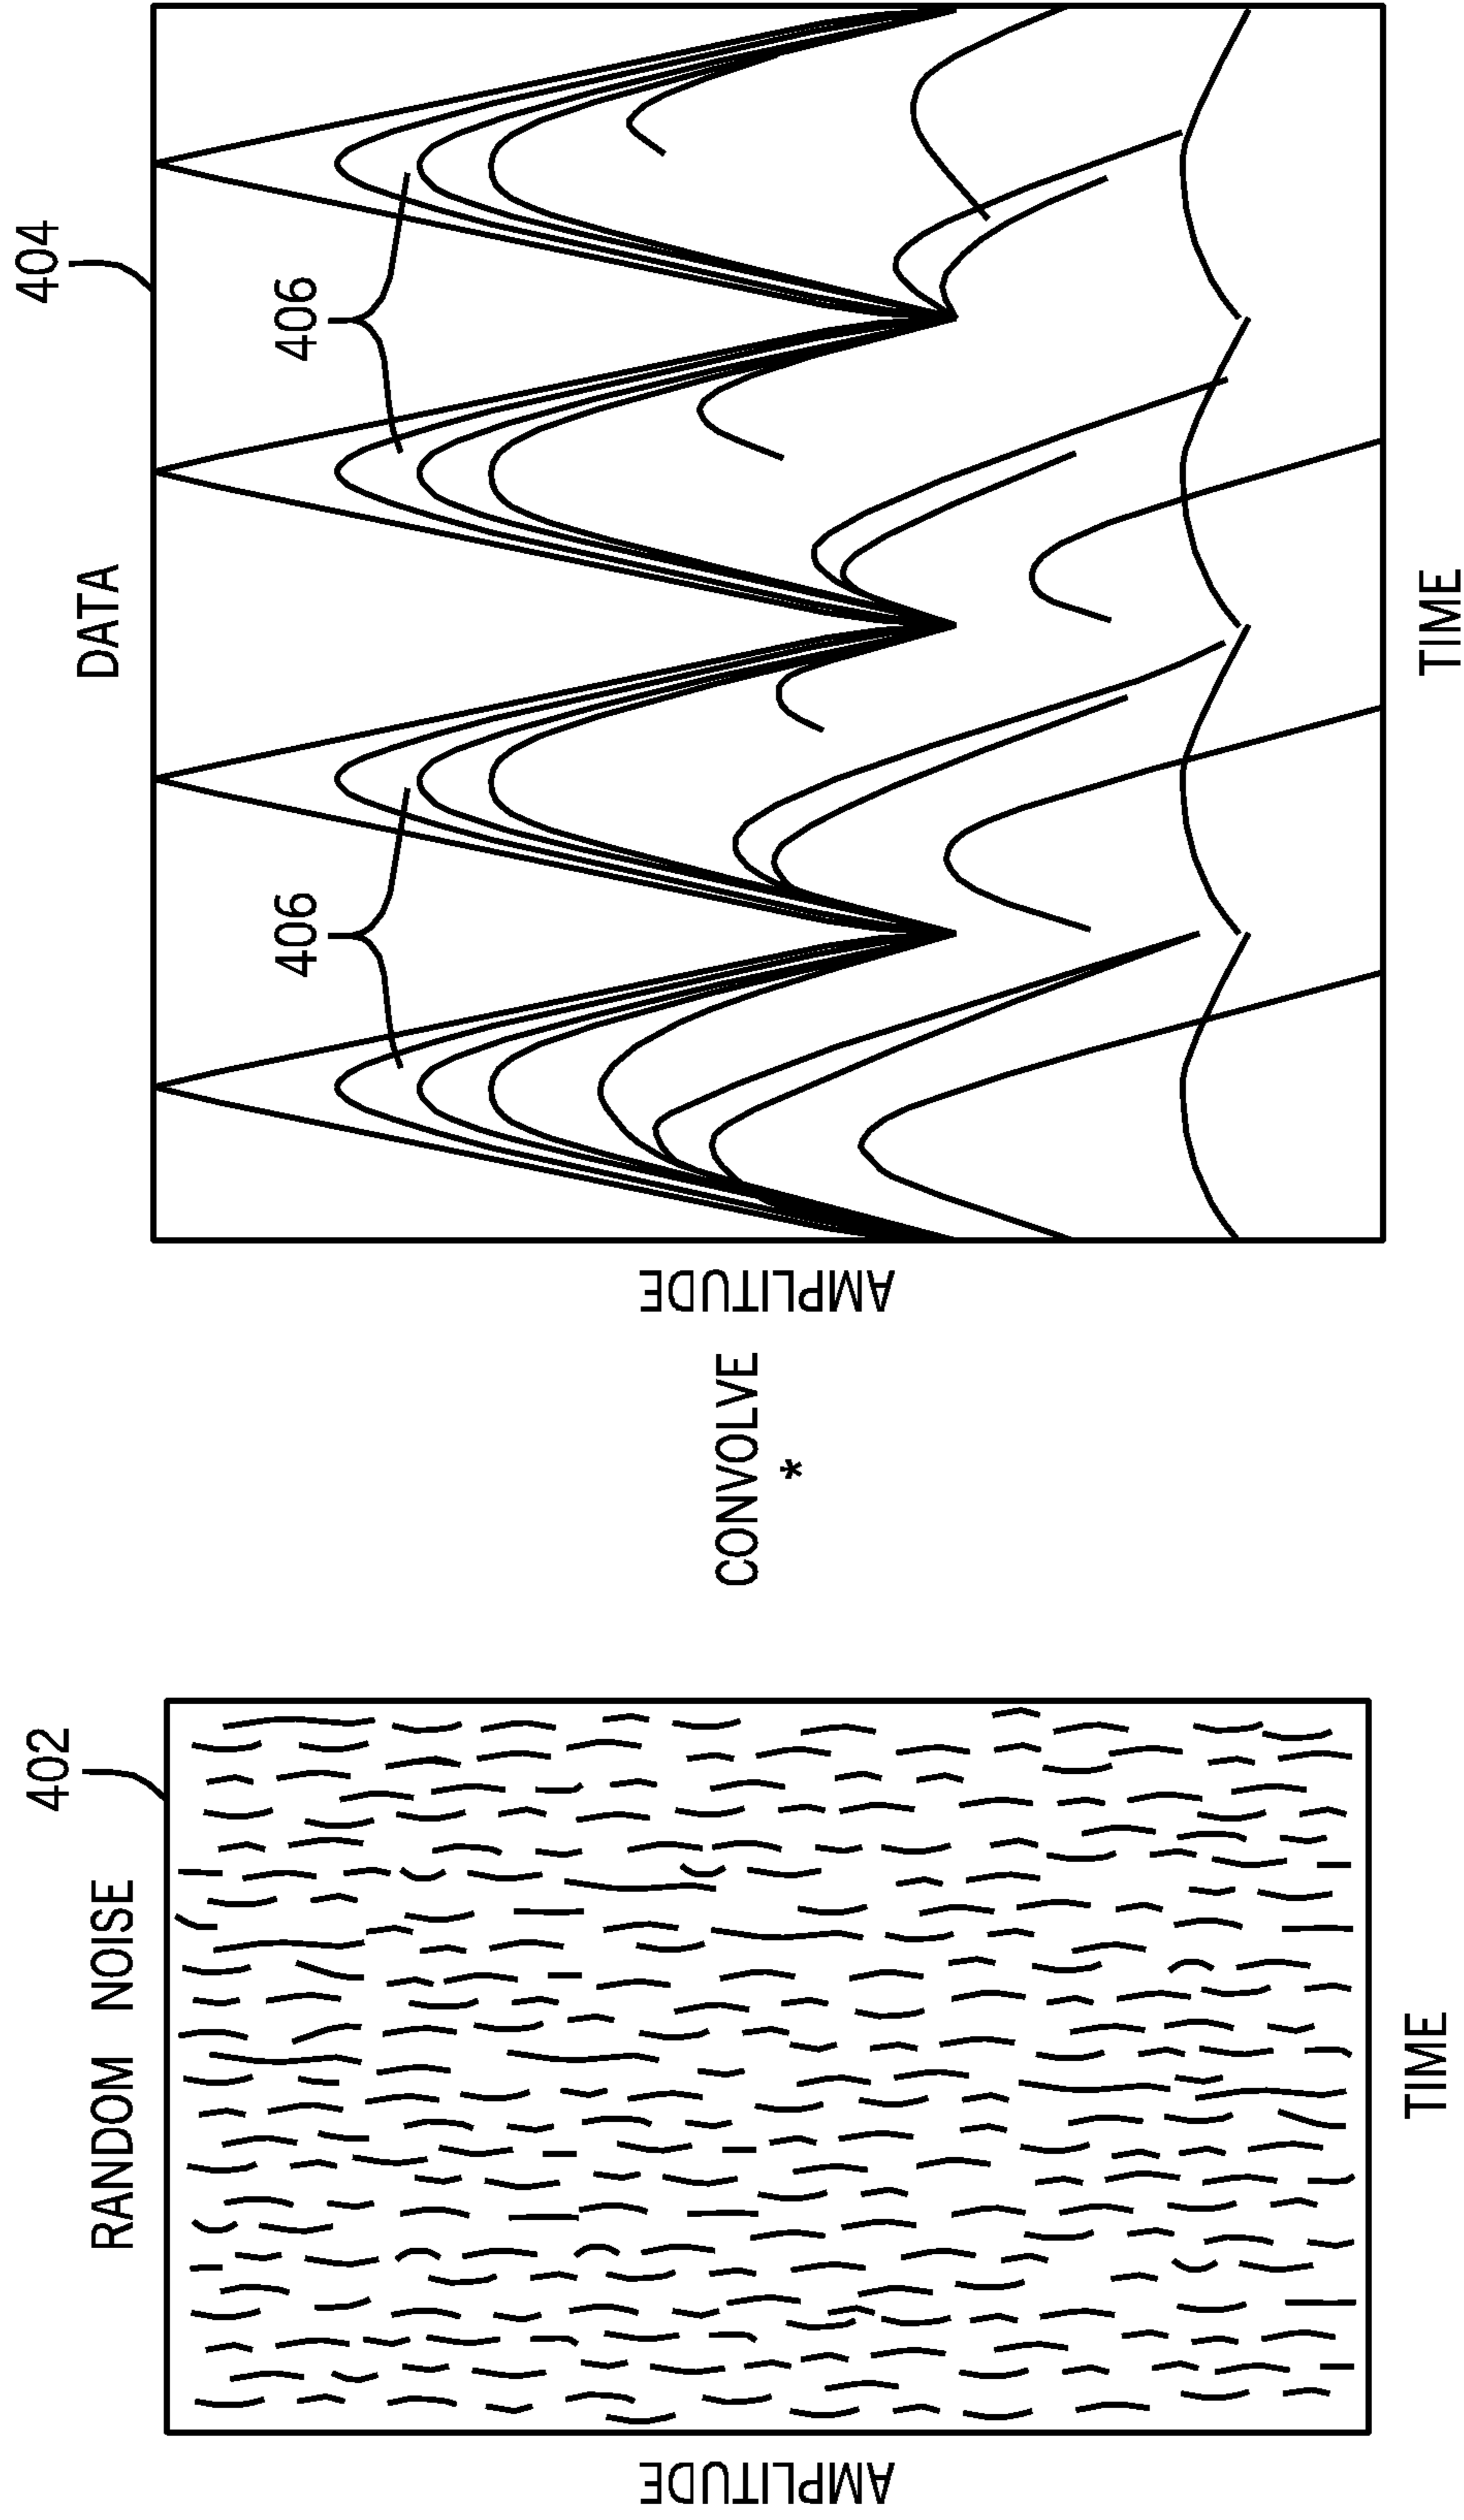 RANDOM NOISE
402
AMPLITUDE
TIME
CONVOLVE
*
DATA
404
406
406
AMPLITUDE
TIME